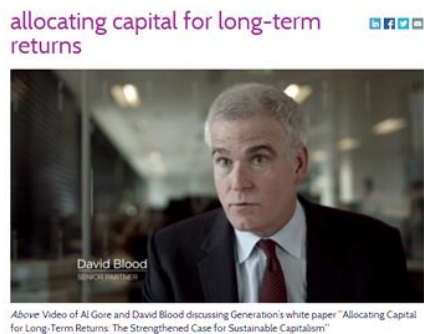 allocating capital for long-term
returns
David Blood
SENIOR PARTNER
Above: Video of Al Gore and David Blood discussing Generation's white paper "Allocating Capital
for Long-Term Returns: The Strengthened Case for Sustainable Capitalism"